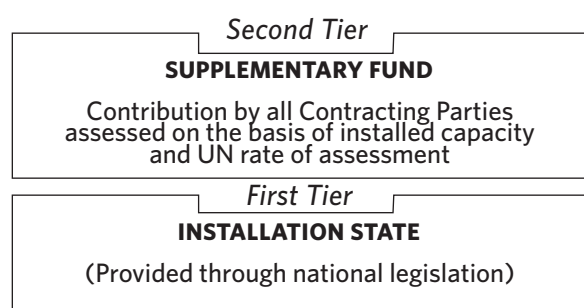 Second Tier
SUPPLEMENTARY FUND
Contribution by all Contracting Parties
assessed on the basis of installed capacity
and UN rate of assessment
First Tier
INSTALLATION STATE
(Provided through national legislation)